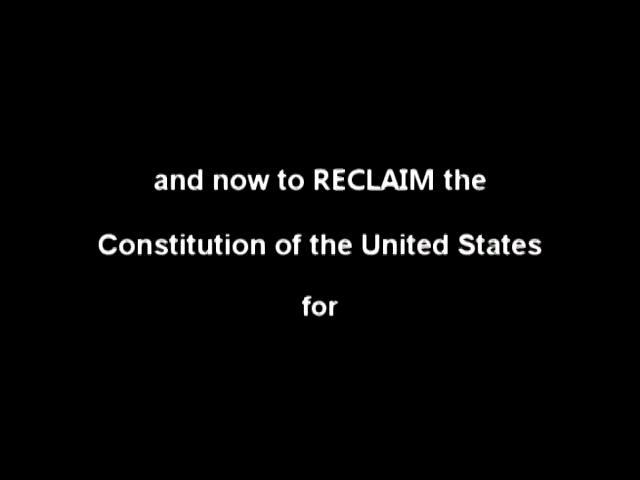 and now to RECLAIM the
Constitution of the United States
for